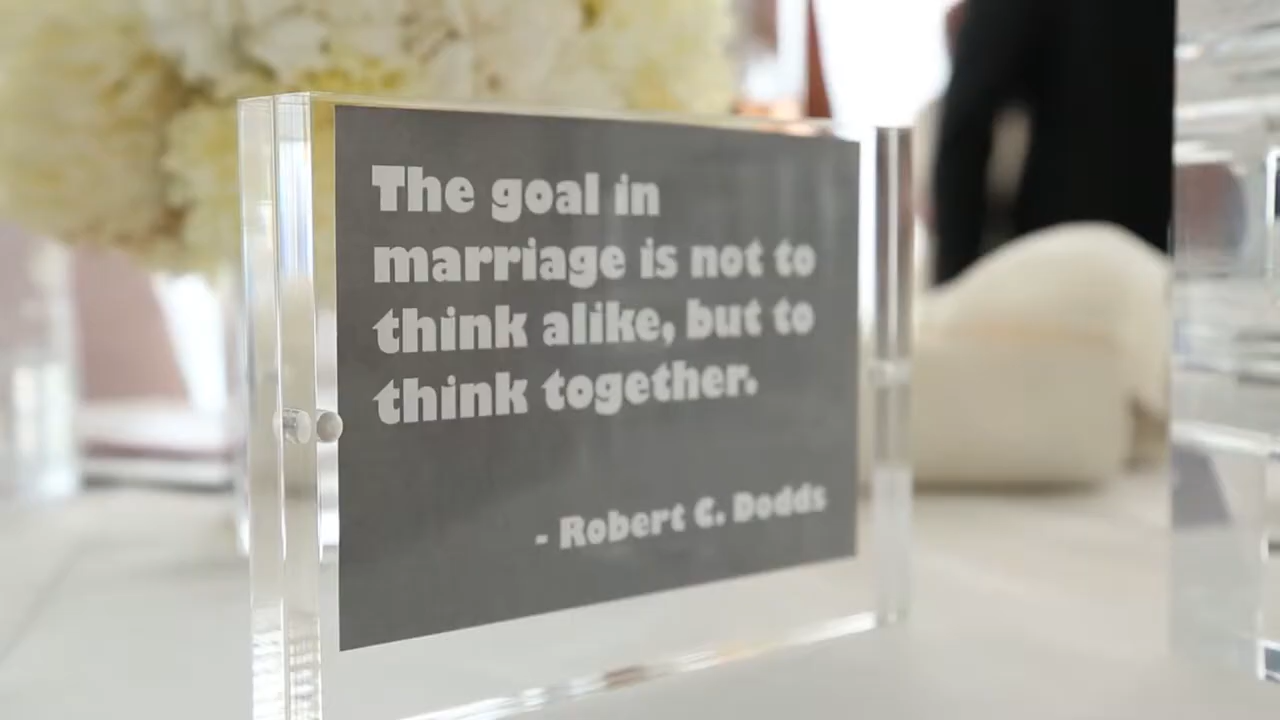 The goal in
marriage is not to
think alike, but to
think together.
- Robert C. Dodds